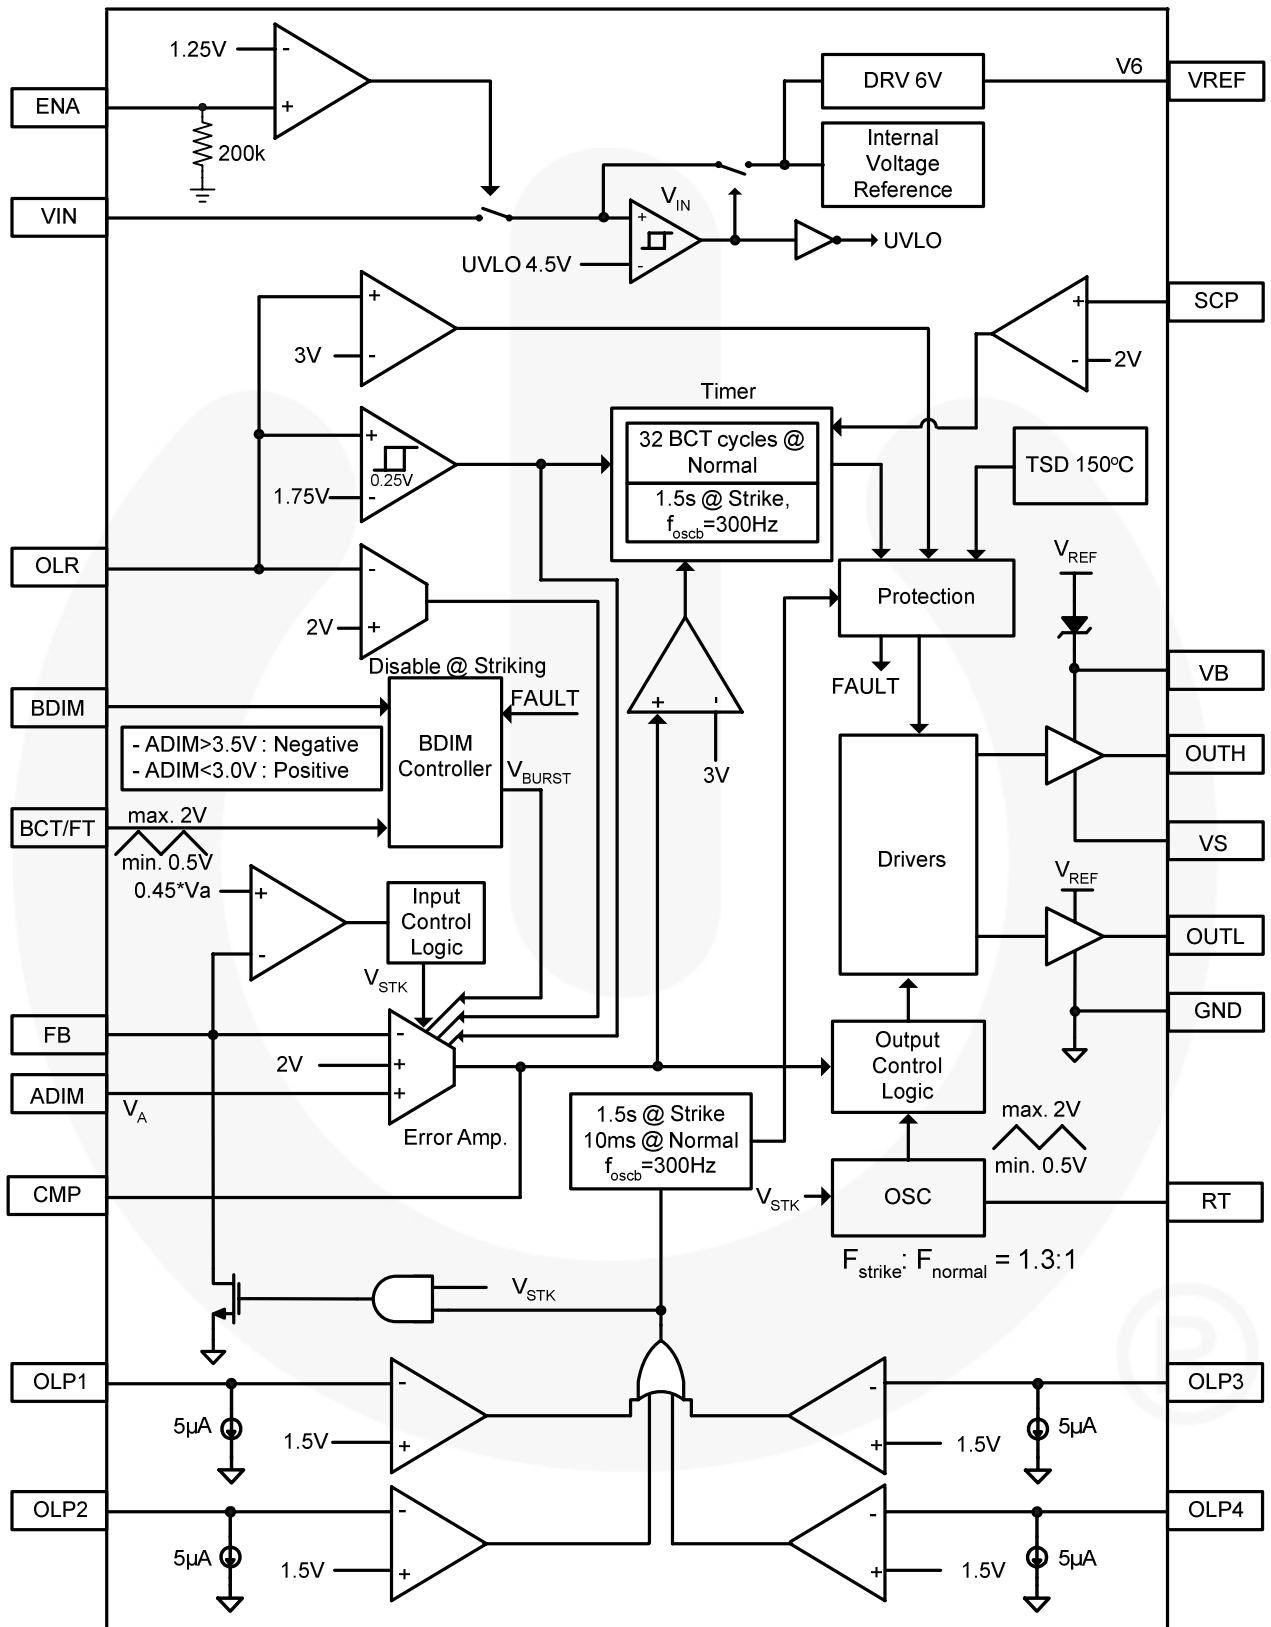 1.25V
-
+
ENA
200k
DRV 6V
V6
VREF
Internal
Voltage
Reference
VIN
VIN
+
-
UVLO 4.5V
UVLO
+
3V
-
SCP
+
-
2V
Timer
32 BCT cycles @
Normal
1.5s @ Strike,
foscb=300Hz
+
0.25V
1.75V
-
TSD 150oC
OLR
-
2V
+
VREF
Protection
FAULT
Disable @ Striking
FAULT
BDIM
- ADIM>3.5V : Negative
- ADIM<3.0V : Positive
BDIM
Controller
VBURST
+
-
3V
VB
OUTH
VS
BCT/FT
max. 2V
min. 0.5V
0.45*Va
+
-
Input
Control
Logic
VSTK
Drivers
VREF
OUTL
GND
FB
-
2V
+
+
ADIM
VA
Error Amp.
Output
Control
Logic
1.5s @ Strike
10ms @ Normal
foscb=300Hz
max. 2V
min. 0.5V
CMP
VSTK
OSC
RT
Fstrike: Fnormal = 1.3:1
VSTK
OLP1
-
5µA
1.5V
+
OLP3
-
5µA
1.5V
+
OLP2
-
5µA
1.5V
+
OLP4
-
5µA
1.5V
+
R